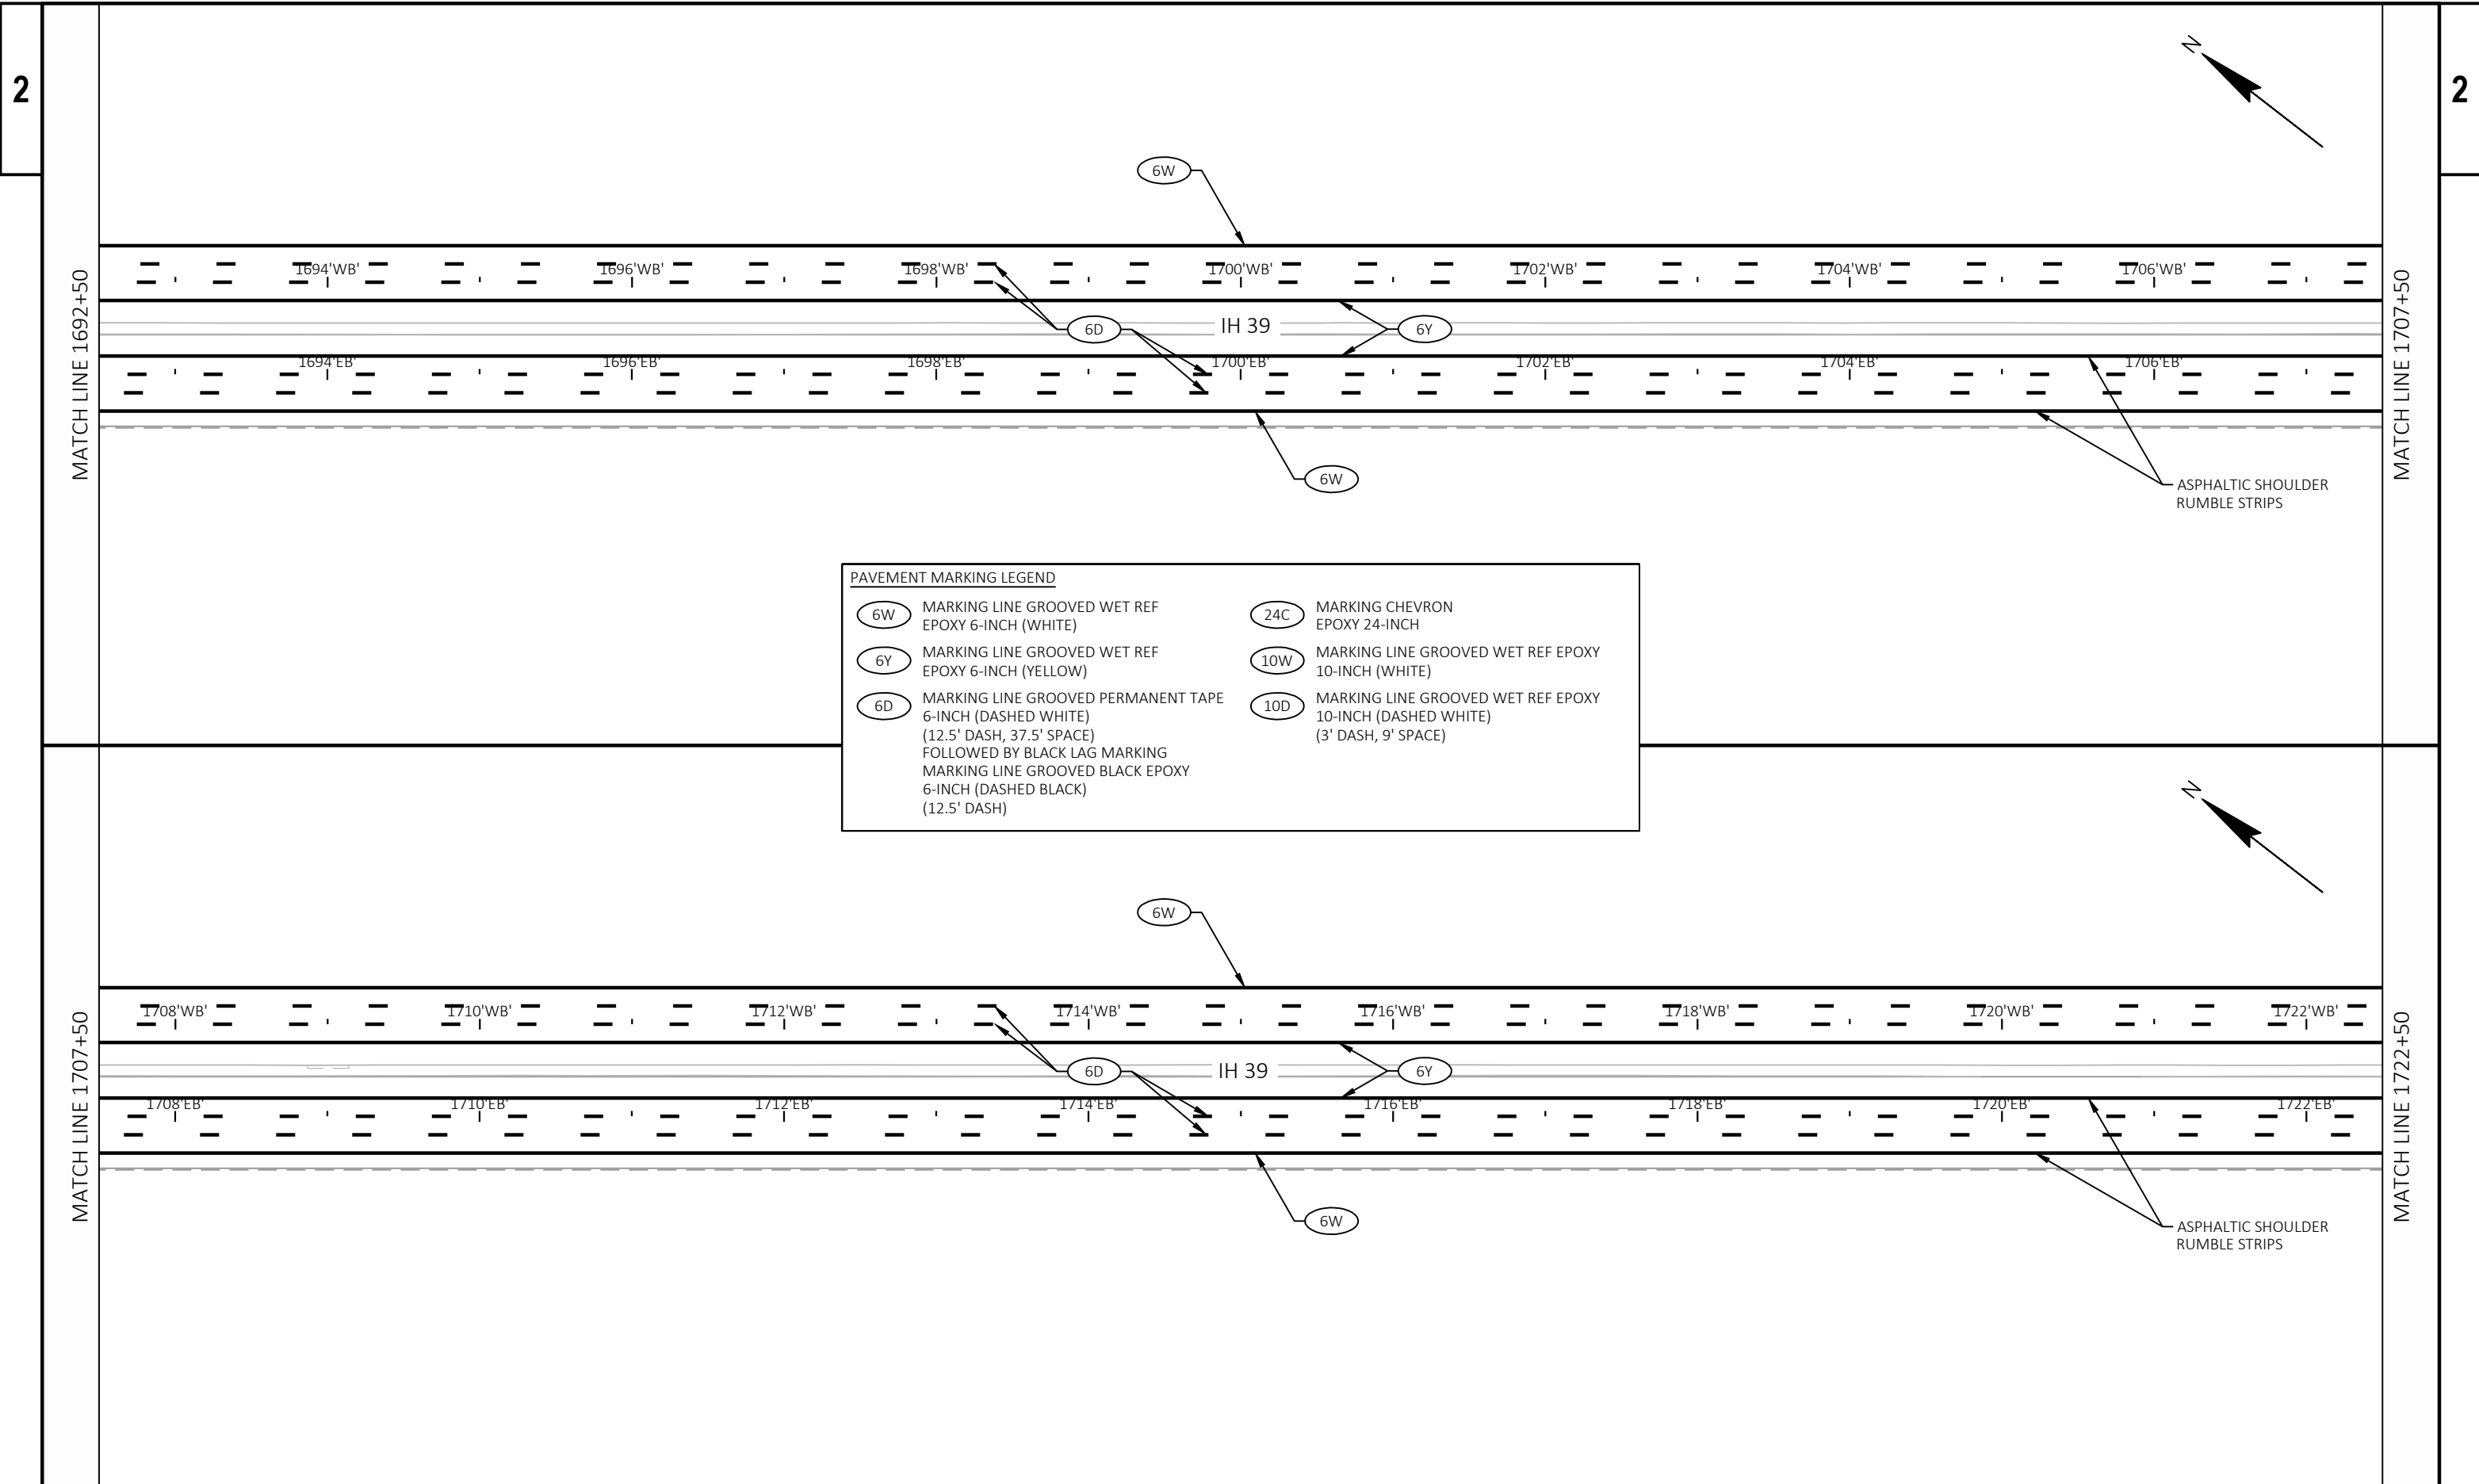 2
2
N
6W
1694'WB'
1696'WB'
1698'WB'
1700'WB'
1702'WB'
1704'WB'
1706'WB'
MATCH LINE 1692+50
MATCH LINE 1707+50
6D
IH 39
6Y
1694'EB'
1696'EB'
1698'EB'
1700'EB'
1702'EB'
1704'EB'
1706'EB'
6W
ASPHALTIC SHOULDER
RUMBLE STRIPS
PAVEMENT MARKING LEGEND
6W
MARKING LINE GROOVED WET REF
EPOXY 6-INCH (WHITE)
6Y
MARKING LINE GROOVED WET REF
EPOXY 6-INCH (YELLOW)
6D
MARKING LINE GROOVED PERMANENT TAPE
6-INCH (DASHED WHITE)
(12.5' DASH, 37.5' SPACE)
FOLLOWED BY BLACK LAG MARKING
MARKING LINE GROOVED BLACK EPOXY
6-INCH (DASHED BLACK)
(12.5' DASH)
24C
MARKING CHEVRON
EPOXY 24-INCH
10W
MARKING LINE GROOVED WET REF EPOXY
10-INCH (WHITE)
10D
MARKING LINE GROOVED WET REF EPOXY
10-INCH (DASHED WHITE)
(3' DASH, 9' SPACE)
N
6W
1708'WB'
1710'WB'
1712'WB'
1714'WB'
1716'WB'
1718'WB'
1720'WB'
1722'WB'
MATCH LINE 1707+50
MATCH LINE 1722+50
6D
IH 39
6Y
1708'EB'
1710'EB'
1712'EB'
1714'EB'
1716'EB'
1718'EB'
1720'EB'
1722'EB'
6W
ASPHALTIC SHOULDER
RUMBLE STRIPS